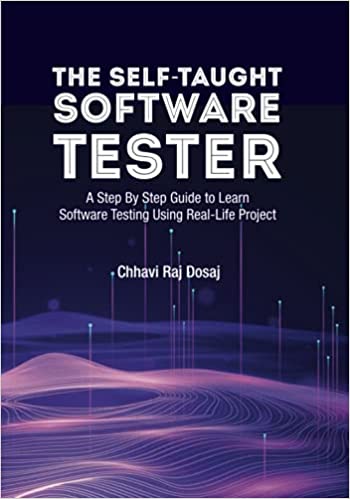 THE SELF-TAUGHT
SOFTWARE
TESTER
A Step By Step Guide to Learn
Software Testing Using Real-Life Project
Chhavi Raj Dosaj